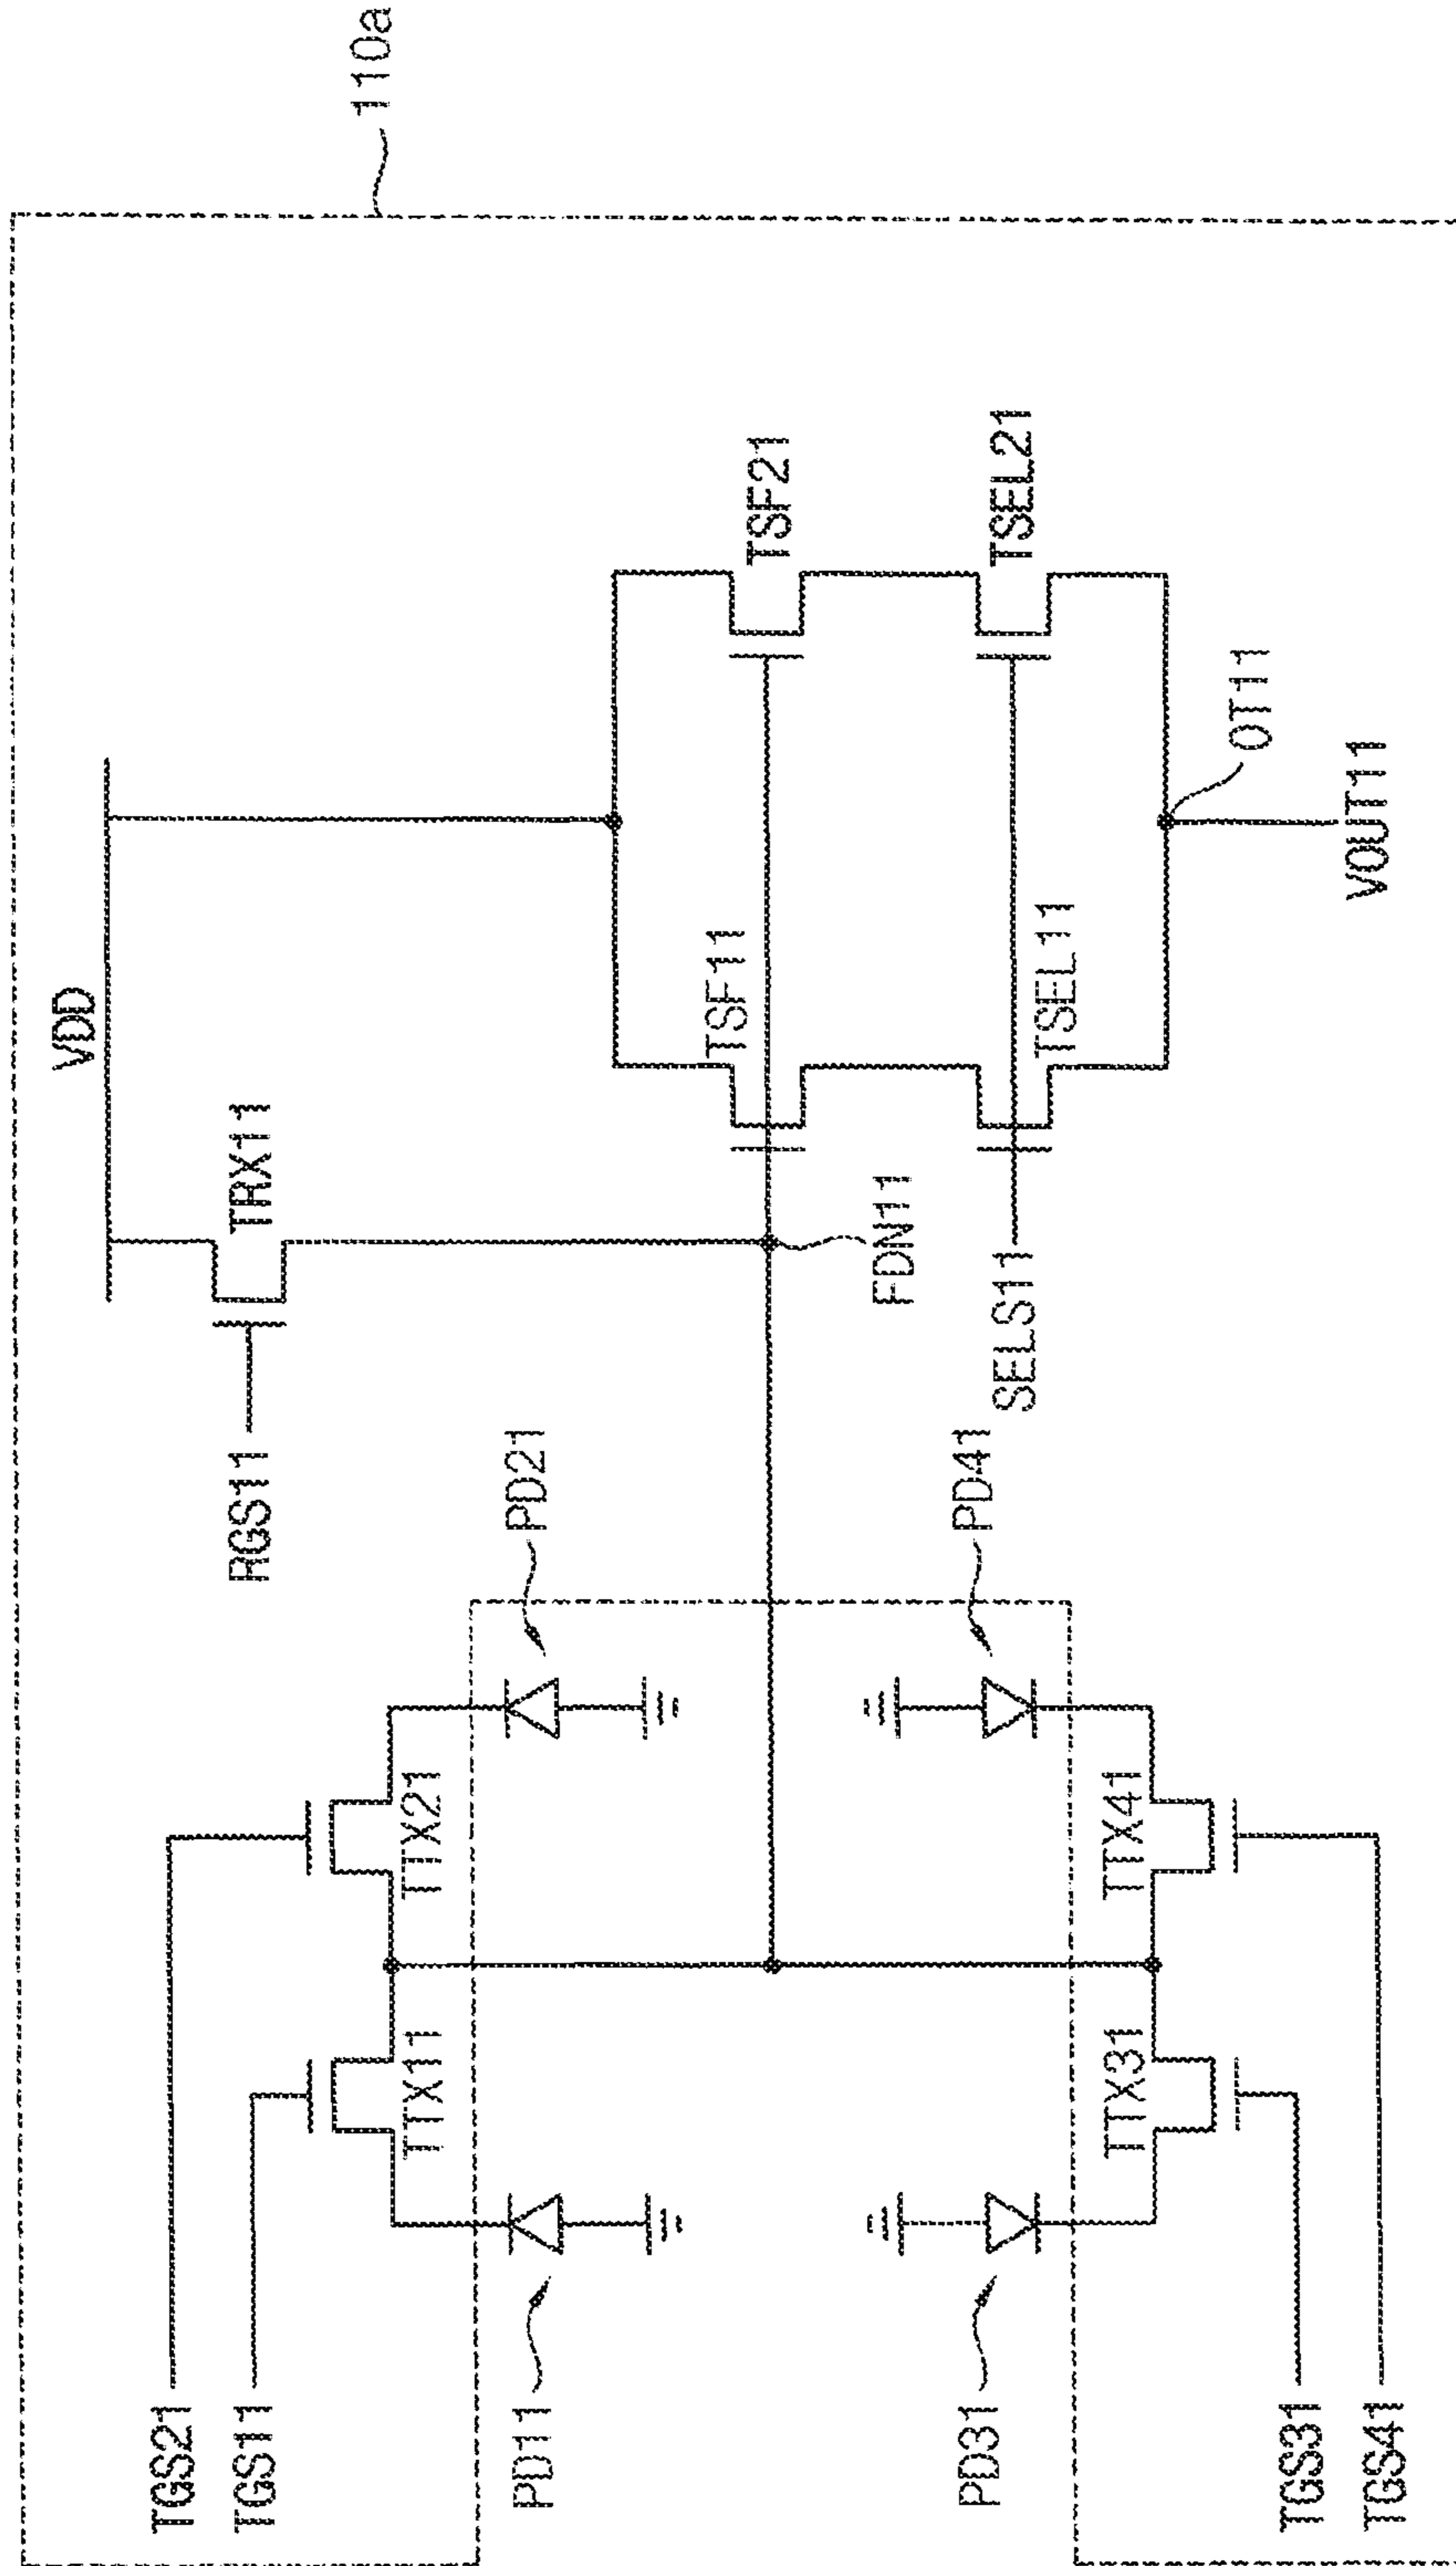 110a
VDD
TGS21
TGS11
RGS11
TRX11
TTX11
TTX21
PD11
PD21
TSF11
TSF21
FDN11
PD31
PD41
SELS11
TSEL11
TSEL21
TTX31
TTX41
OT11
TGS31
TGS41
VOUT11